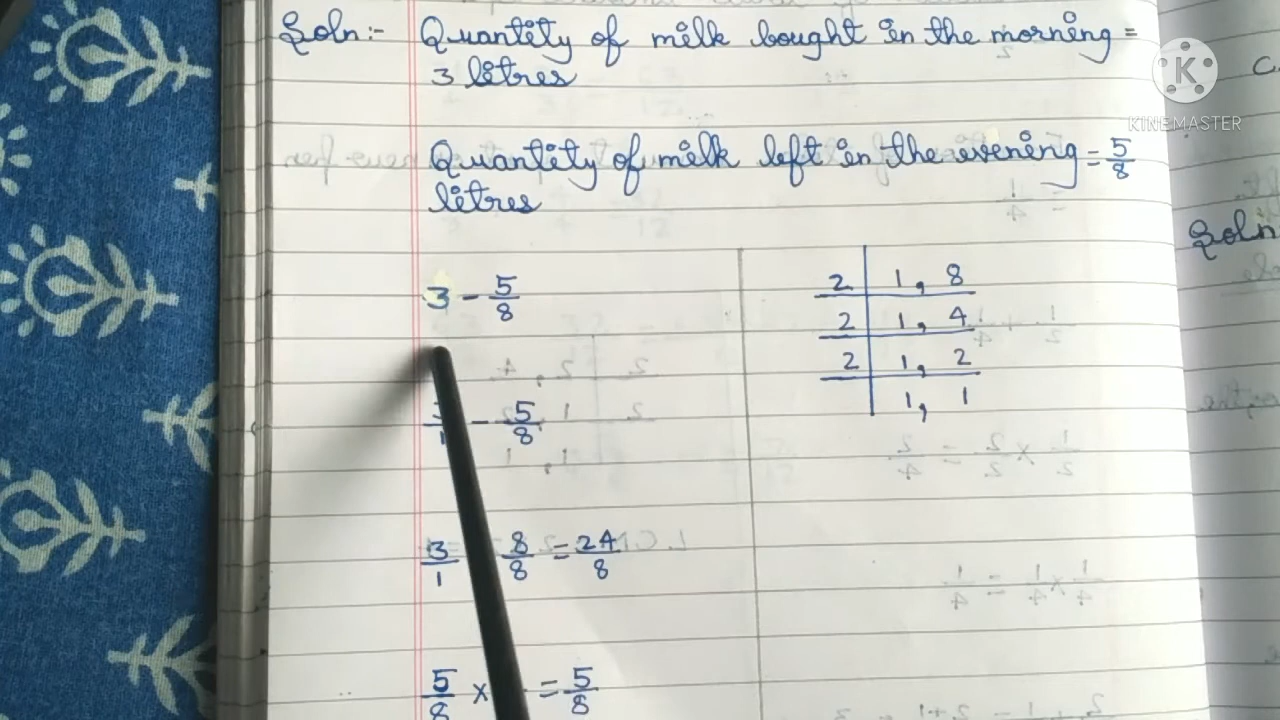 Soln:- Quantity of milk bought in the morning =
3 litres
Quantity of milk left in the evening = 5/8
litres
3 - 5/8
- 5/8
3/1 8/8 = 24/8
5/8 × = 5/8
2 | 1, 8
2 | 1, 4
2 | 1, 2
1, 1
Soln
K
KINEMASTER